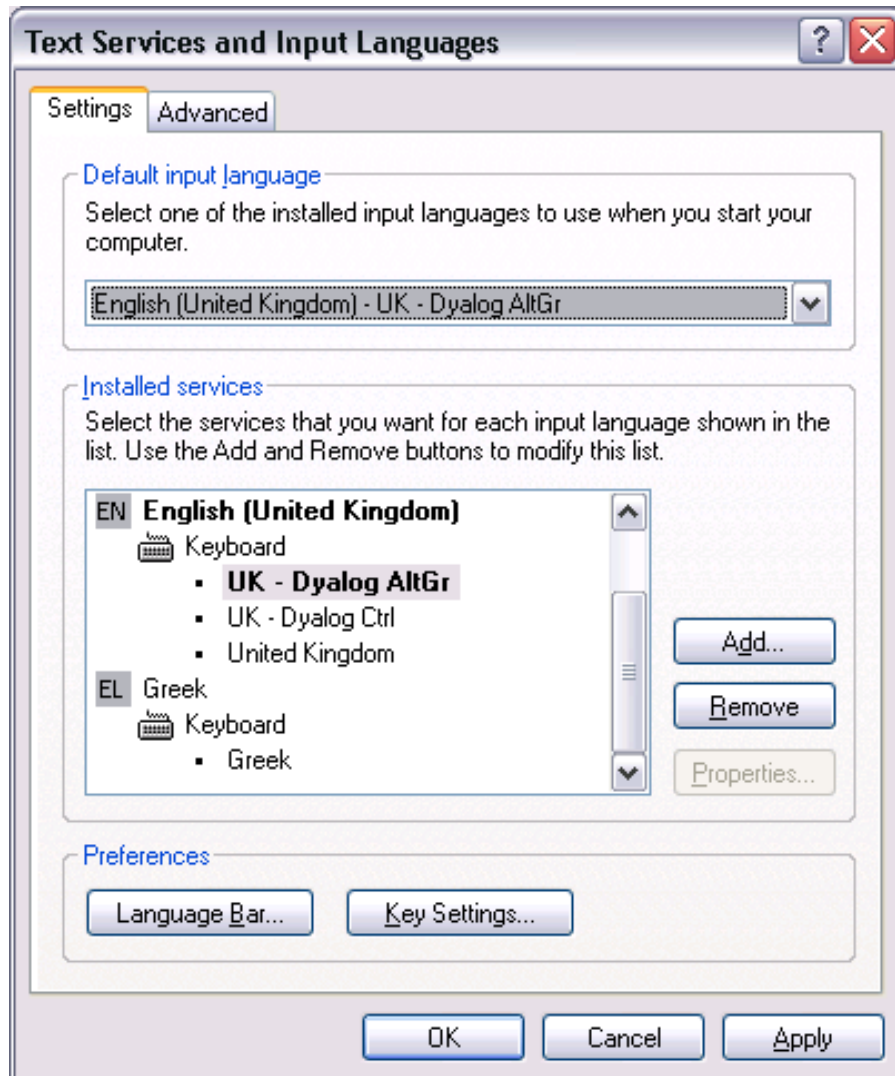 Text Services and Input Languages
Settings
Advanced
Default input language
Select one of the installed input languages to use when you start your
computer.
English (United Kingdom) - UK - Dyalog AltGr
Installed services
Select the services that you want for each input language shown in the
list. Use the Add and Remove buttons to modify this list.
EN English (United Kingdom)
Keyboard
▪ UK - Dyalog AltGr
▪ UK - Dyalog Ctrl
▪ United Kingdom
EL Greek
Keyboard
▪ Greek
Add...
Remove
Properties...
Preferences
Language Bar...
Key Settings...
OK
Cancel
Apply